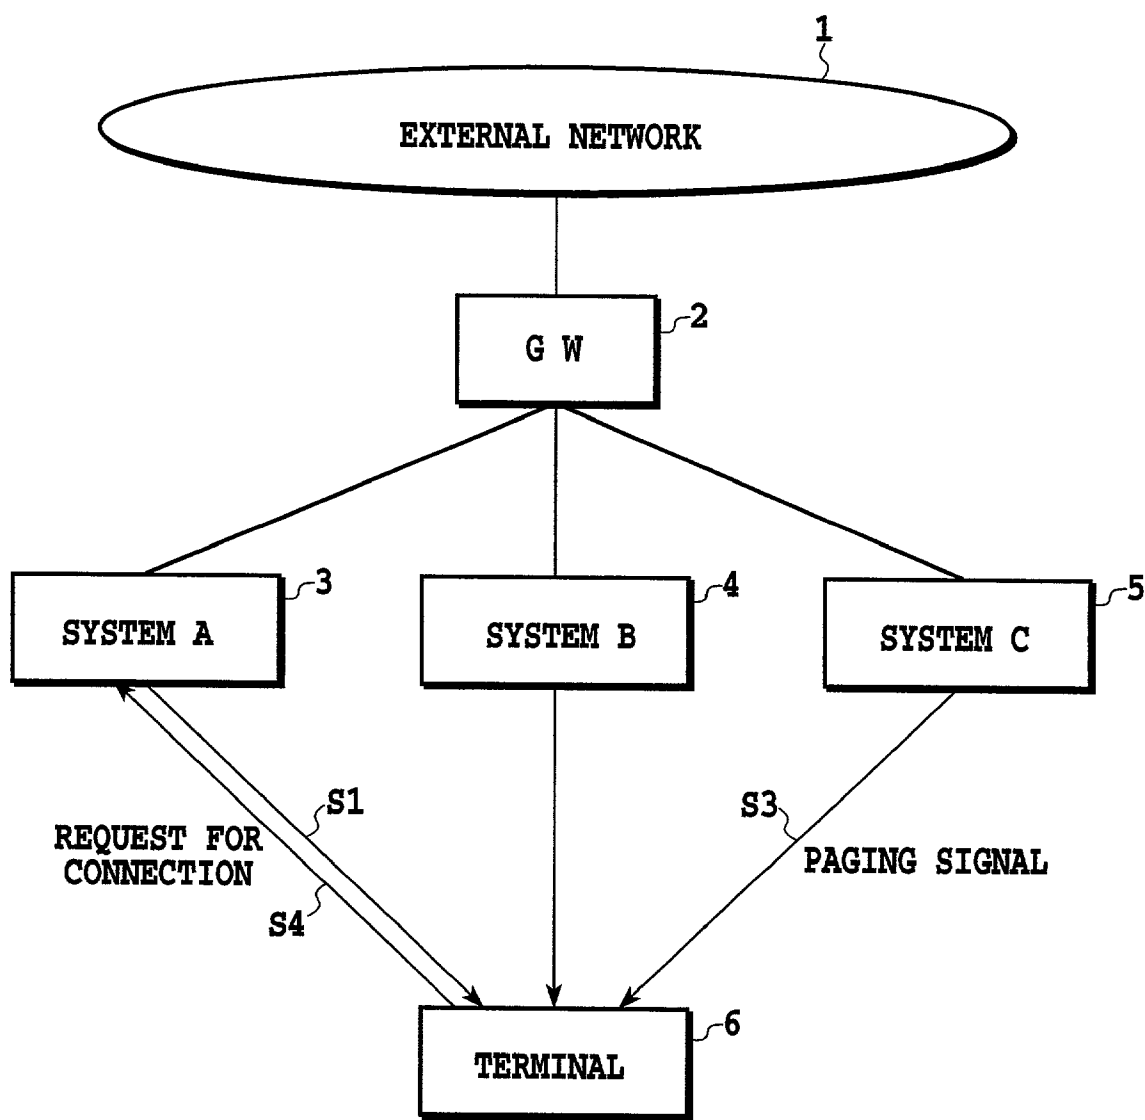 1
EXTERNAL NETWORK
2
G W
3
4
5
SYSTEM A
SYSTEM B
SYSTEM C
S1
S3
REQUEST FOR
CONNECTION
PAGING SIGNAL
S4
6
TERMINAL